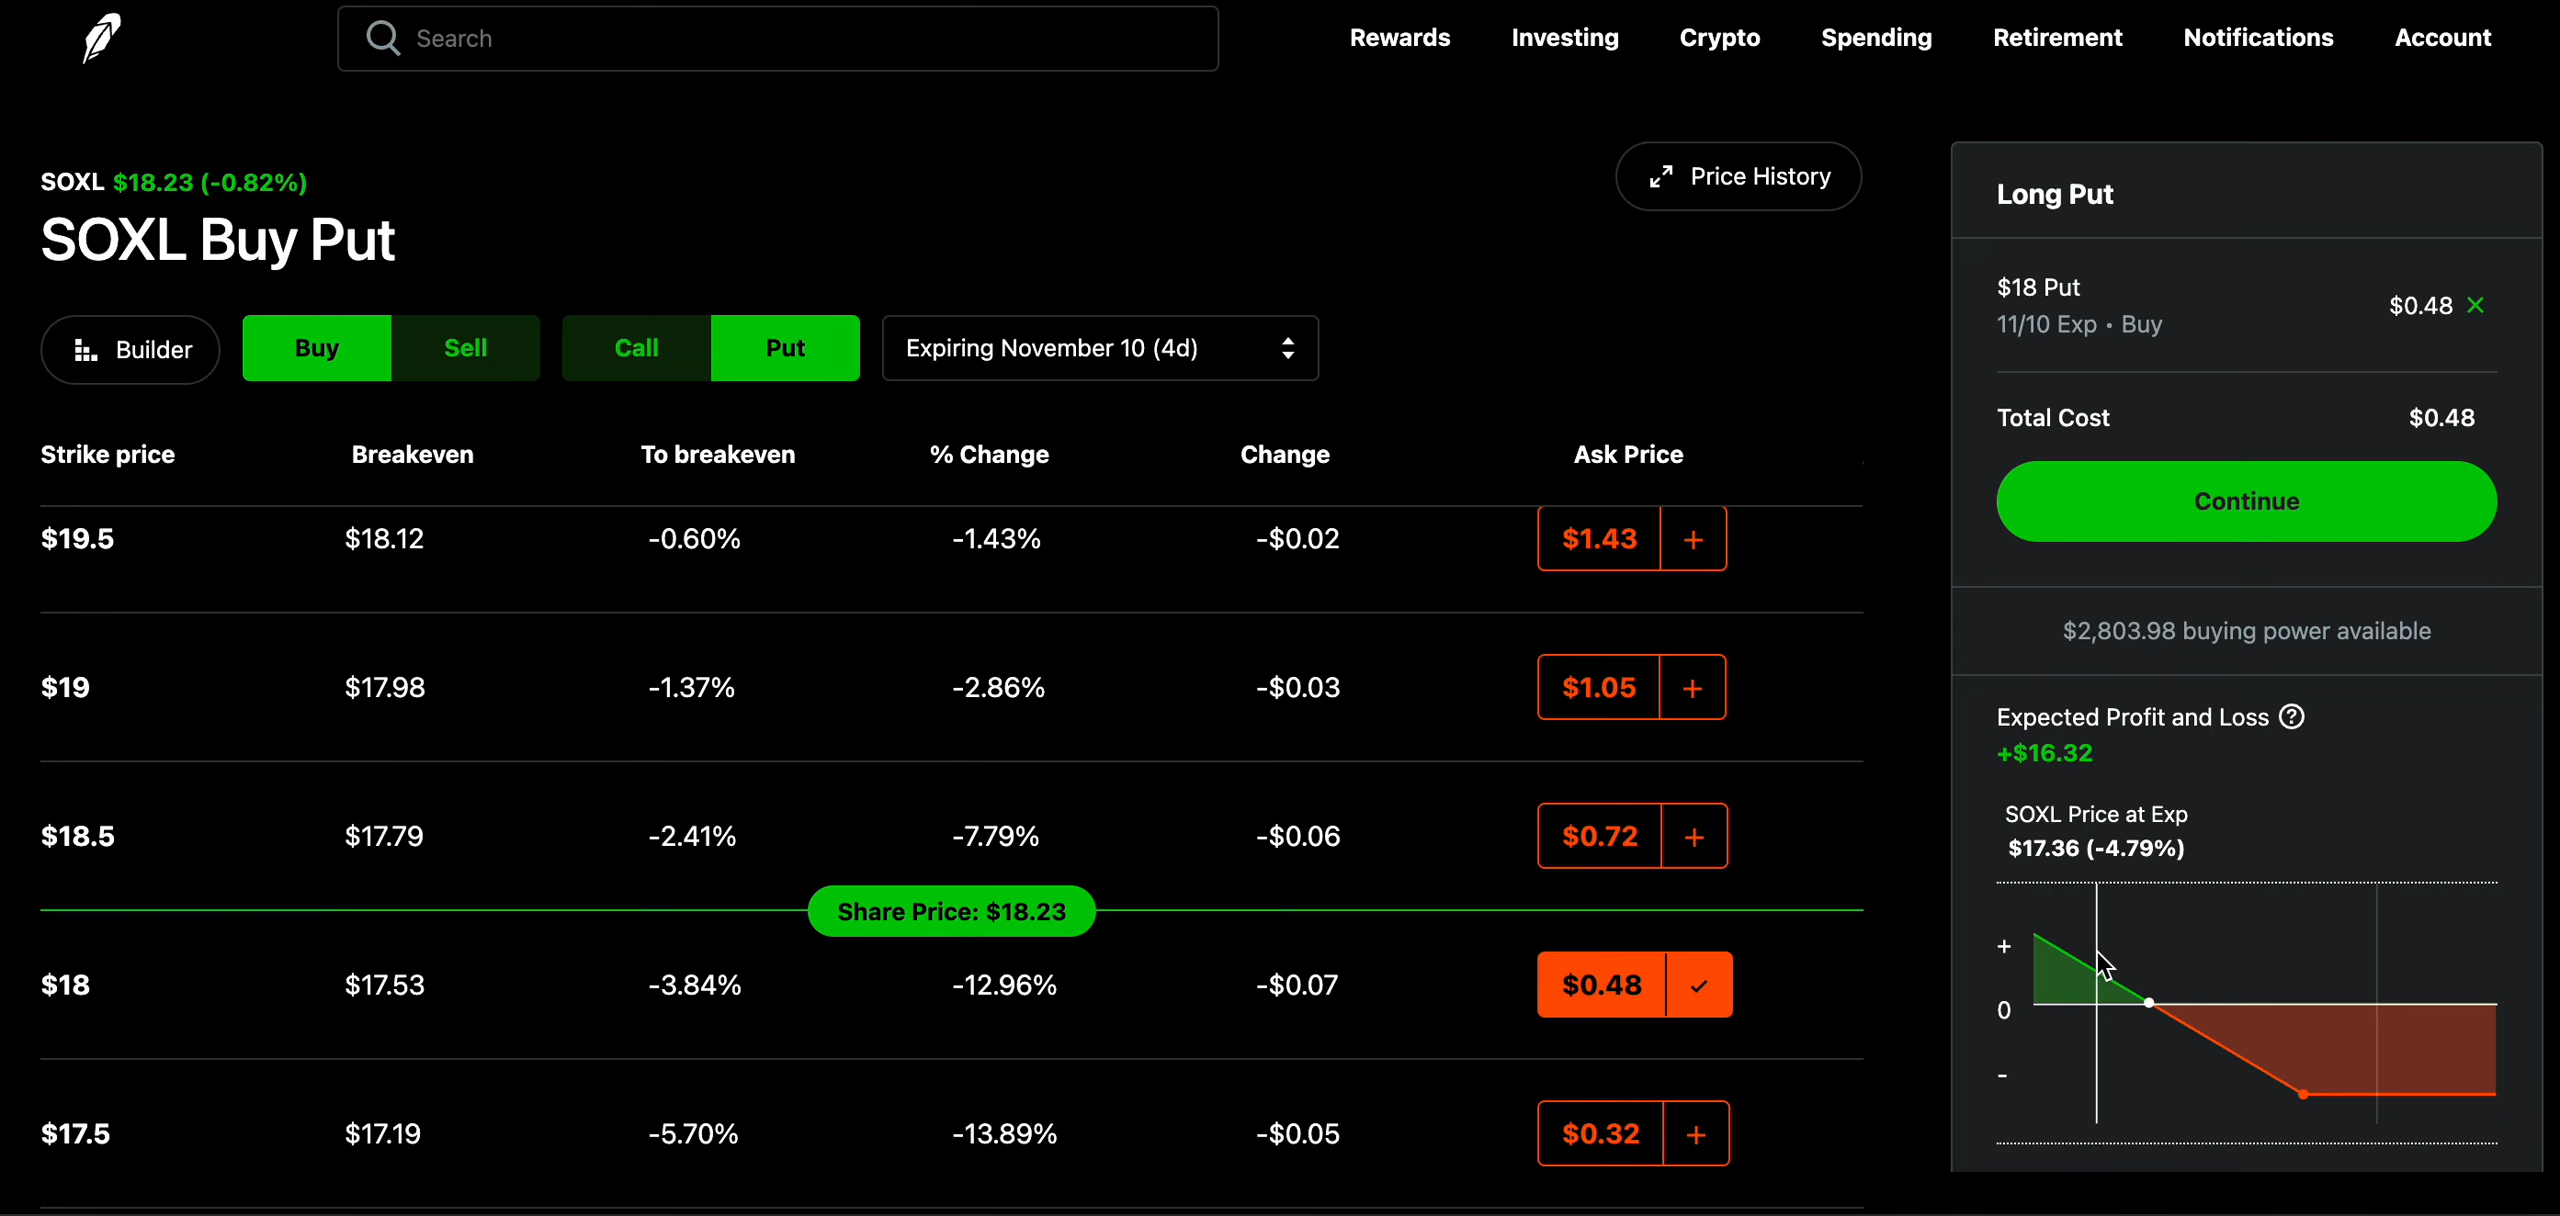 Search
Rewards
Investing
Crypto
Spending
Retirement
Notifications
Account
SOXL $18.23 (-0.82%)
SOXL Buy Put
Price History
Builder
Buy
Sell
Call
Put
Expiring November 10 (4d)
Strike price Breakeven To breakeven % Change Change Ask Price
$19.5 $18.12 -0.60% -1.43% -$0.02 $1.43 +
$19 $17.98 -1.37% -2.86% -$0.03 $1.05 +
$18.5 $17.79 -2.41% -7.79% -$0.06 $0.72 +
Share Price: $18.23
$18 $17.53 -3.84% -12.96% -$0.07 $0.48 ✓
$17.5 $17.19 -5.70% -13.89% -$0.05 $0.32 +
Long Put
$18 Put
11/10 Exp • Buy
$0.48 ×
Total Cost $0.48
Continue
$2,803.98 buying power available
Expected Profit and Loss ?
+$16.32
SOXL Price at Exp
$17.36 (-4.79%)
+
0
-